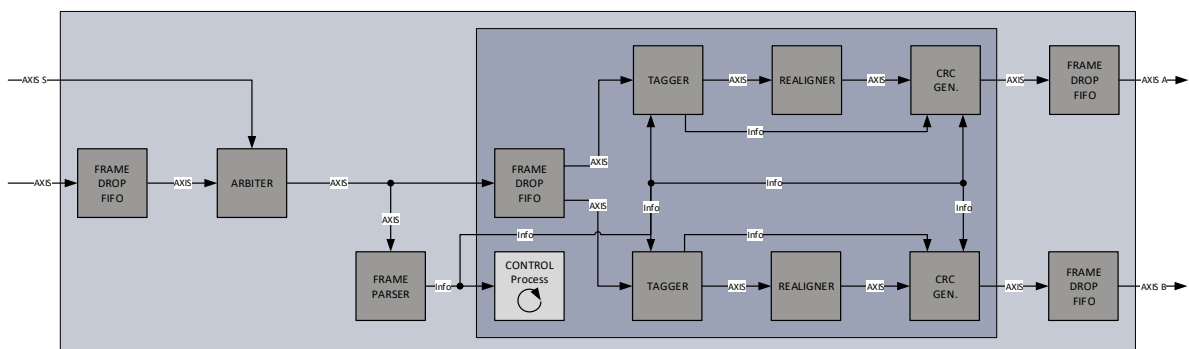 AXIS S
AXIS
FRAME
DROP
FIFO
AXIS
ARBITER
AXIS
AXIS
FRAME
PARSER
Info
Info
FRAME
DROP
FIFO
AXIS
AXIS
CONTROL
Process
TAGGER
AXIS
REALIGNER
AXIS
CRC
GEN.
AXIS
FRAME
DROP
FIFO
AXIS A
Info
Info
Info
Info
Info
TAGGER
AXIS
REALIGNER
AXIS
CRC
GEN.
AXIS
FRAME
DROP
FIFO
AXIS B